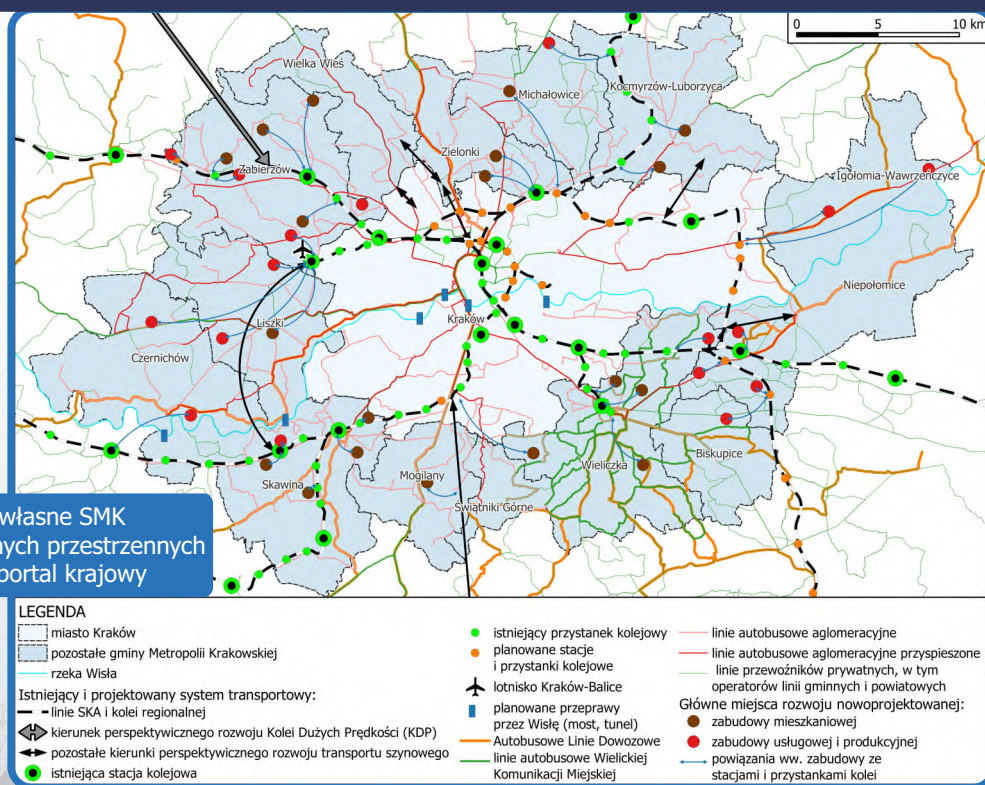 0 5 10 km
Wielka Wieś
Michałowice
Kocmyrzów-Luborzyca
Zielonki
Zabierzów
Igołomia-Wawrzeńczyce
Niepołomice
Kraków
Liszki
Czernichów
Biskupice
Wieliczka
Skawina
Mogilany
Świątniki Górne
własne SMK
nych przestrzennych
portal krajowy
LEGENDA
miasto Kraków
pozostałe gminy Metropolii Krakowskiej
rzeka Wisła
Istniejący i projektowany system transportowy:
linie SKA i kolei regionalnej
kierunek perspektywicznego rozwoju Kolei Dużych Prędkości (KDP)
pozostałe kierunki perspektywicznego rozwoju transportu szynowego
istniejąca stacja kolejowa
istniejący przystanek kolejowy
planowane stacje
i przystanki kolejowe
lotnisko Kraków-Balice
planowane przeprawy
przez Wisłę (most, tunel)
Autobusowe Linie Dowozowe
linie autobusowe Wielickiej
Komunikacji Miejskiej
linie autobusowe aglomeracyjne
linie autobusowe aglomeracyjne przyspieszone
linie przewoźników prywatnych, w tym
operatorów linii gminnych i powiatowych
Główne miejsca rozwoju nowoprojektowanej:
zabudowy mieszkaniowej
zabudowy usługowej i produkcyjnej
powiązania ww. zabudowy ze
stacjami i przystankami kolei